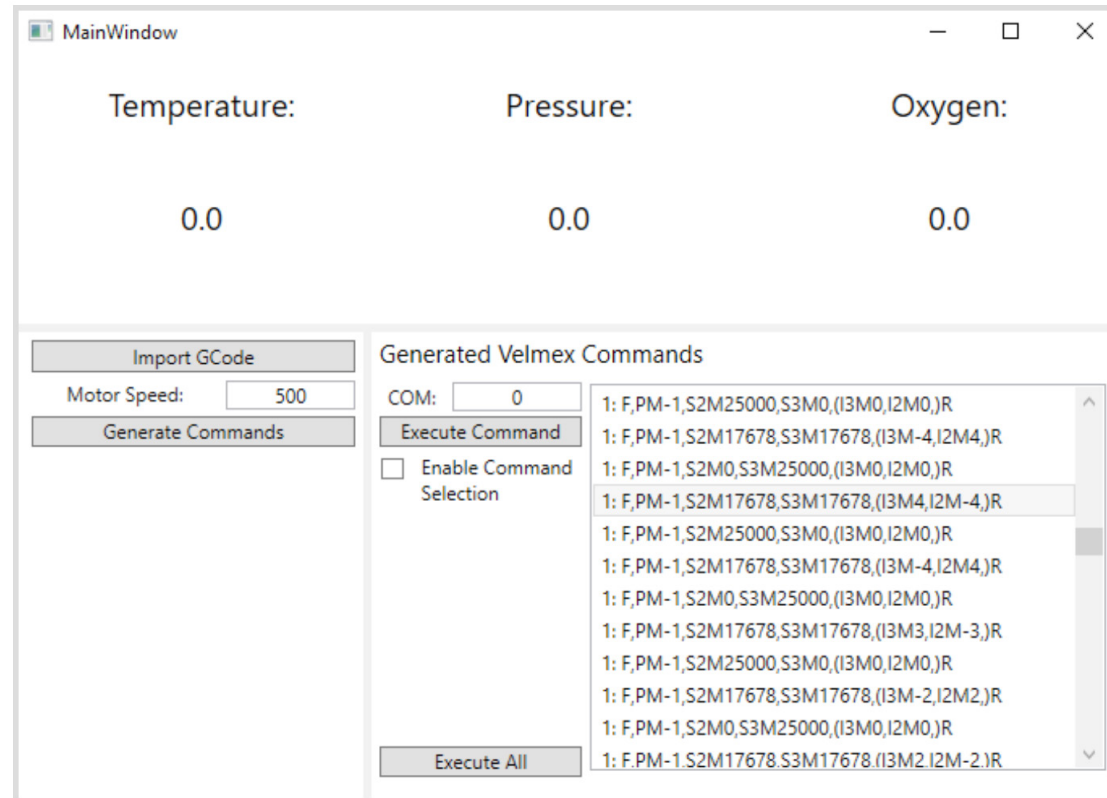 MainWindow
Temperature: Pressure: Oxygen:
0.0 0.0 0.0
Import GCode
Motor Speed: 500
Generate Commands
Generated Velmex Commands
COM: 0
Execute Command
Enable Command
Selection
Execute All
1: F,PM-1,S2M25000,S3M0,(I3M0,I2M0,)R
1: F,PM-1,S2M17678,S3M17678,(I3M-4,I2M4,)R
1: F,PM-1,S2M0,S3M25000,(I3M0,I2M0,)R
1: F,PM-1,S2M17678,S3M17678,(I3M4,I2M-4,)R
1: F,PM-1,S2M25000,S3M0,(I3M0,I2M0,)R
1: F,PM-1,S2M17678,S3M17678,(I3M-4,I2M4,)R
1: F,PM-1,S2M0,S3M25000,(I3M0,I2M0,)R
1: F,PM-1,S2M17678,S3M17678,(I3M3,I2M-3,)R
1: F,PM-1,S2M25000,S3M0,(I3M0,I2M0,)R
1: F,PM-1,S2M17678,S3M17678,(I3M-2,I2M2,)R
1: F,PM-1,S2M0,S3M25000,(I3M0,I2M0,)R
1: F,PM-1,S2M17678,S3M17678,(I3M2,I2M-2,)R